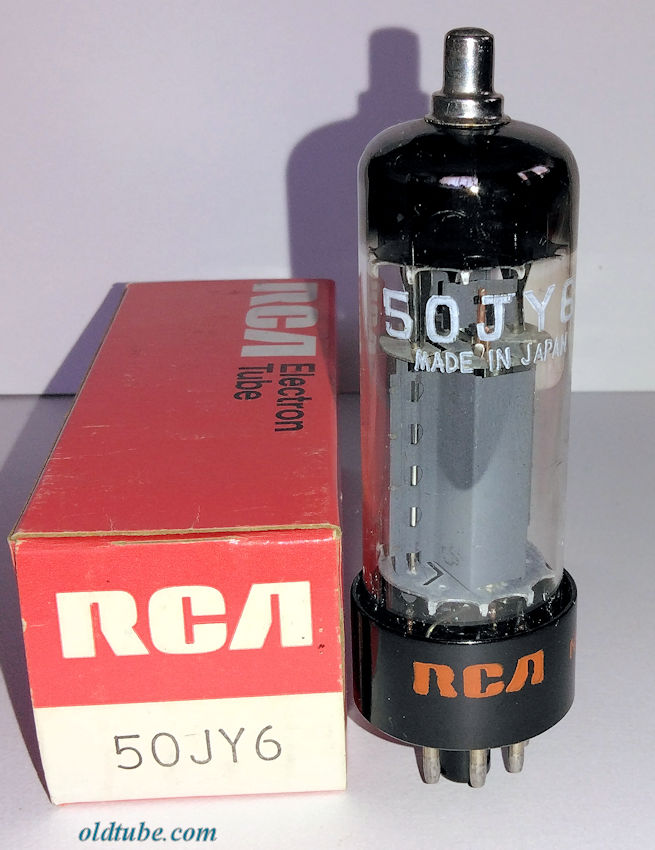 RCA
Electron
Tube
RCA
50JY6
50JY6
MADE IN JAPAN
RCA
oldtube.com